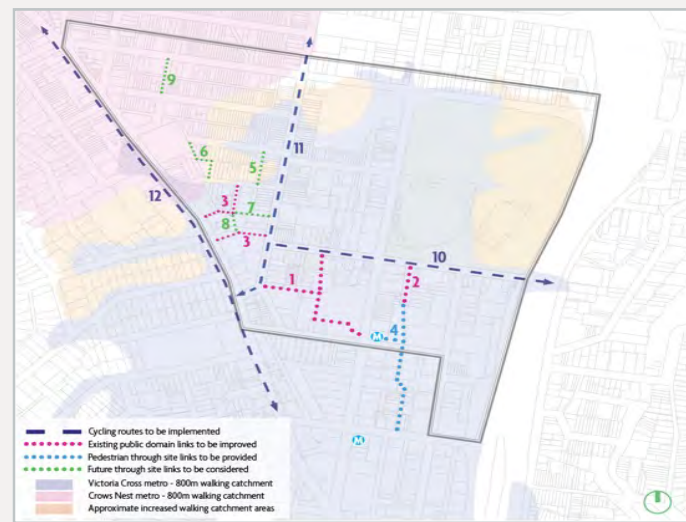 9
11
6
5
12
3
7
8
3
10
1
2
M
4
M
Cycling routes to be implemented
Existing public domain links to be improved
Pedestrian through site links to be provided
Future through site links to be considered
Victoria Cross metro - 800m walking catchment
Crows Nest metro - 800m walking catchment
Approximate increased walking catchment areas